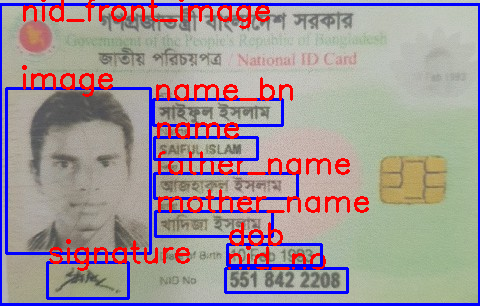 nid_front_image
গণপ্রজাতন্ত্রী বাংলাদেশ সরকার
Government of the People's Republic of Bangladesh
জাতীয় পরিচয়পত্র / National ID Card
image
name_bn
সাইফুল ইসলাম
name
SAIFUL ISLAM
father_name
আজহারুল ইসলাম
mother_name
খাদিজা ইসলাম
dob
of Birth 10 Feb 1993
signature
nid_no
NID No 551 842 2208